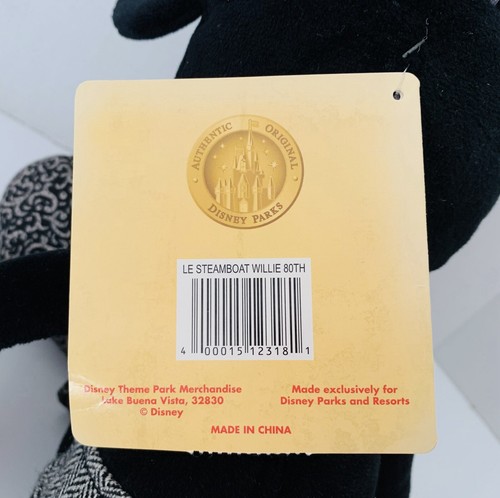 AUTHENTIC ORIGINAL
DISNEY PARKS
LE STEAMBOAT WILLIE 80TH
4 00015 12318 1
Disney Theme Park Merchandise
Lake Buena Vista, 32830
© Disney
Made exclusively for
Disney Parks and Resorts
MADE IN CHINA